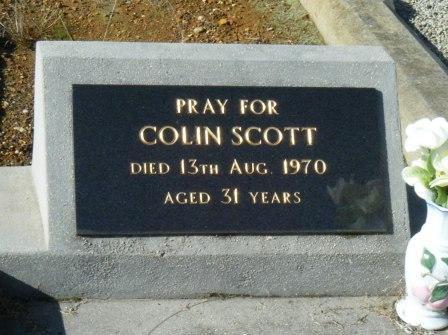 PRAY FOR
COLIN SCOTT
DIED 13TH AUG. 1970
AGED 31 YEARS